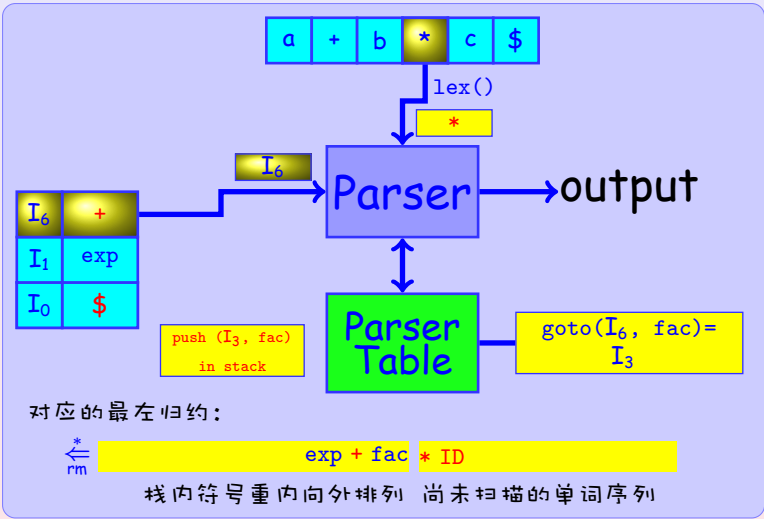 a + b * c $
lex()
*
I₆
Parser
output
I₆ +
I₁ exp
I₀ $
push (I₃, fac)
in stack
Parser
Table
goto(I₆, fac)=
I₃
对应的最左归约:
*
⇐ exp + fac * ID
rm
栈内符号重内向外排列 尚未扫描的单词序列